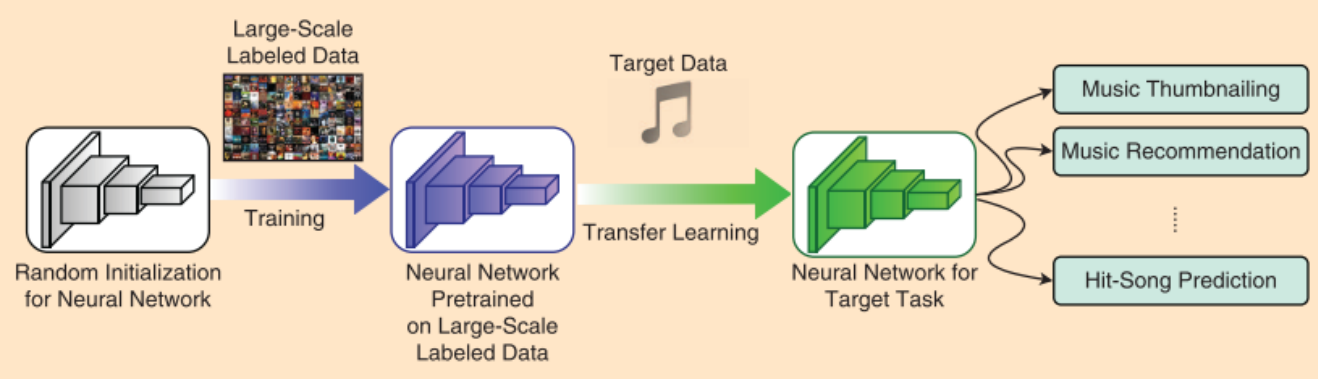 Large-Scale
Labeled Data
Target Data
Music Thumbnailing
Music Recommendation
Hit-Song Prediction
Training
Transfer Learning
Random Initialization
for Neural Network
Neural Network
Pretrained
on Large-Scale
Labeled Data
Neural Network for
Target Task